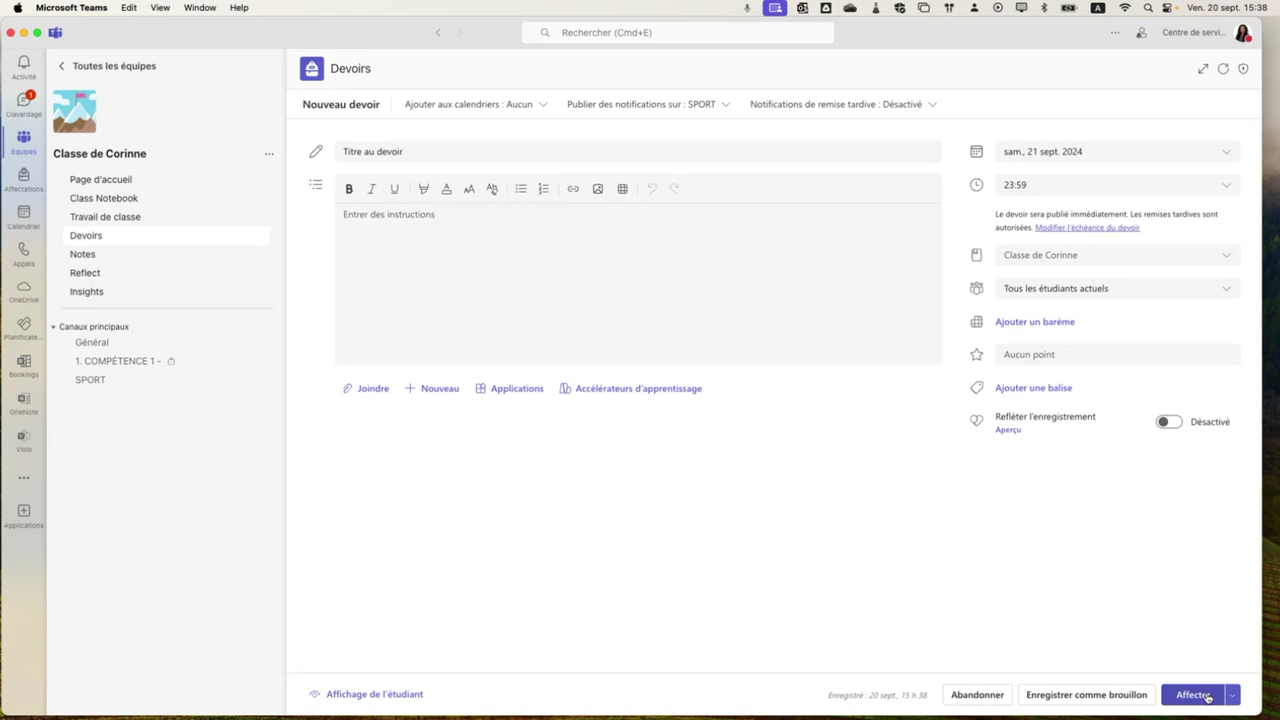 Microsoft Teams Edit View Window Help
A
Ven. 20 sept. 15:38
Rechercher (Cmd+E)
Centre de servi...
Activité
1
Clavardage
Équipes
Affectations
Calendrier
Appels
OneDrive
Planificate...
Bookings
OneNote
Visio
Applications
Toutes les équipes
Classe de Corinne
Page d'accueil
Class Notebook
Travail de classe
Devoirs
Notes
Reflect
Insights
Canaux principaux
Général
1. COMPÉTENCE 1 -
SPORT
Devoirs
Nouveau devoir Ajouter aux calendriers : Aucun Publier des notifications sur : SPORT Notifications de remise tardive : Désactivé
Titre au devoir
B I U
Entrer des instructions
Joindre Nouveau Applications Accélérateurs d'apprentissage
sam., 21 sept. 2024
23:59
Le devoir sera publié immédiatement. Les remises tardives sont
autorisées. Modifier l'échéance du devoir
Classe de Corinne
Tous les étudiants actuels
Ajouter un barème
Aucun point
Ajouter une balise
Refléter l'enregistrement
Aperçu
Désactivé
Affichage de l'étudiant
Enregistré : 20 sept., 15 h 38
Abandonner
Enregistrer comme brouillon
Affecter